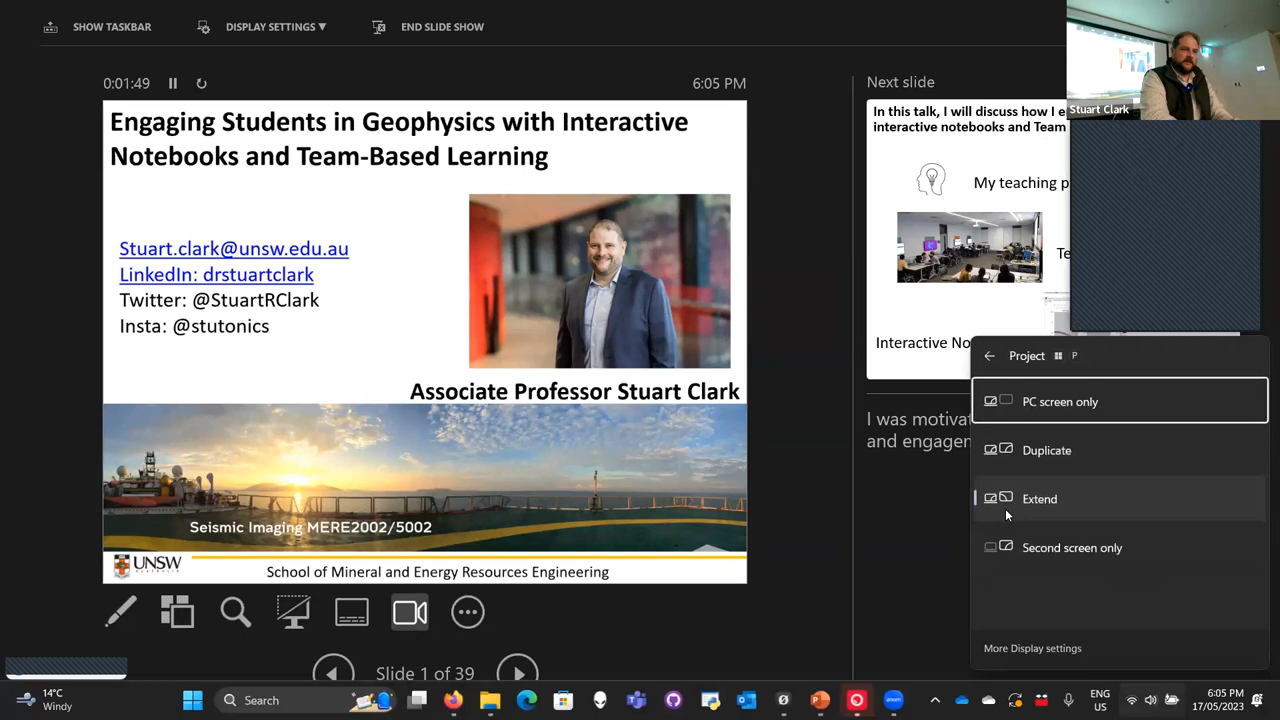 SHOW TASKBAR
DISPLAY SETTINGS ▼
END SLIDE SHOW
0:01:49
6:05 PM
Engaging Students in Geophysics with Interactive
Notebooks and Team-Based Learning
Stuart.clark@unsw.edu.au
LinkedIn: drstuartclark
Twitter: @StuartRClark
Insta: @stutonics
Associate Professor Stuart Clark
Seismic Imaging MERE2002/5002
UNSW
School of Mineral and Energy Resources Engineering
Slide 1 of 39
Next slide
In this talk, I will discuss how I e
interactive notebooks and Team
My teaching p
Te
Interactive No
I was motivat
and engagem
Stuart Clark
Project
P
PC screen only
Duplicate
Extend
Second screen only
More Display settings
14°C
Windy
Search
ENG
US
6:05 PM
17/05/2023